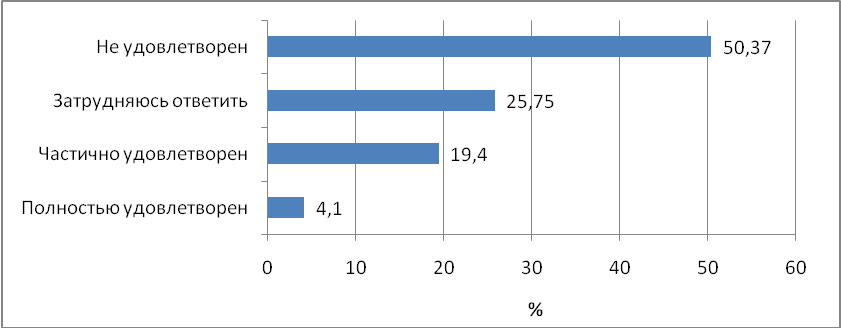 Не удовлетворен
50,37
Затрудняюсь ответить
25,75
Частично удовлетворен
19,4
Полностью удовлетворен
4,1
0 10 20 30 40 50 60
%